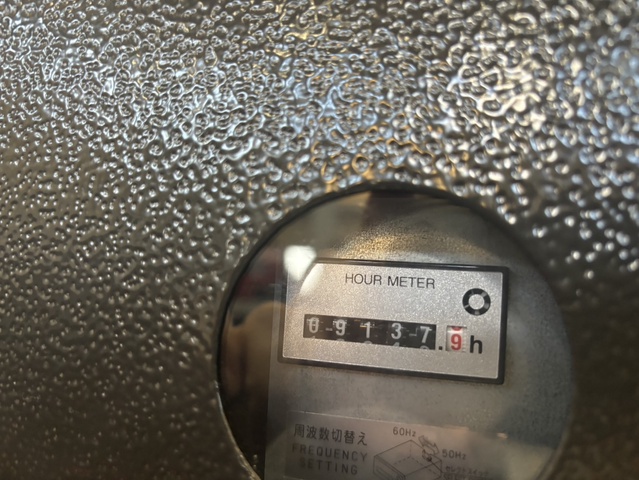 HOUR METER
09137.9h
周波数切替え
FREQUENCY
SETTING
60Hz
50Hz